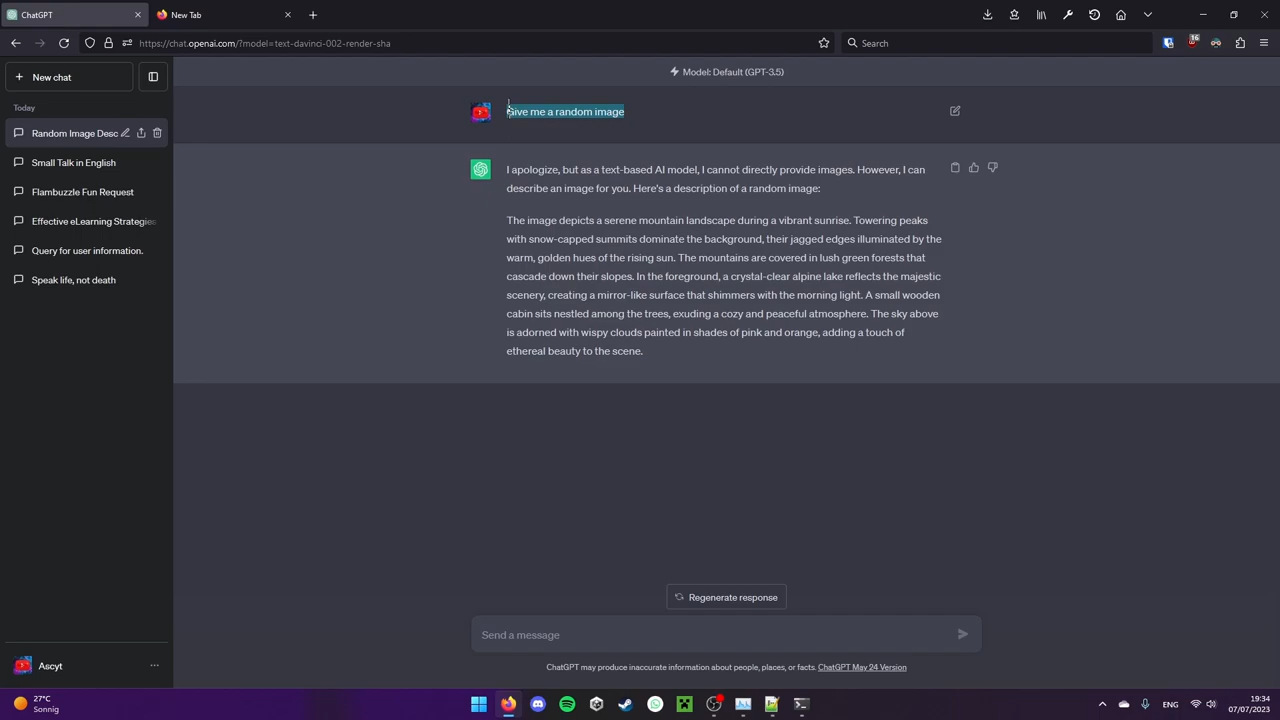 ChatGPT
New Tab
https://chat.openai.com/?model=text-davinci-002-render-sha
Search
16
New chat
Model: Default (GPT-3.5)
Today
Random Image Desc
Small Talk in English
Flambuzzle Fun Request
Effective eLearning Strategies
Query for user information.
Speak life, not death
Give me a random image
I apologize, but as a text-based AI model, I cannot directly provide images. However, I can
describe an image for you. Here's a description of a random image:
The image depicts a serene mountain landscape during a vibrant sunrise. Towering peaks
with snow-capped summits dominate the background, their jagged edges illuminated by the
warm, golden hues of the rising sun. The mountains are covered in lush green forests that
cascade down their slopes. In the foreground, a crystal-clear alpine lake reflects the majestic
scenery, creating a mirror-like surface that shimmers with the morning light. A small wooden
cabin sits nestled among the trees, exuding a cozy and peaceful atmosphere. The sky above
is adorned with wispy clouds painted in shades of pink and orange, adding a touch of
ethereal beauty to the scene.
Regenerate response
Send a message
ChatGPT may produce inaccurate information about people, places, or facts. ChatGPT May 24 Version
Ascyt
27°C
Sonnig
ENG
19:34
07/07/2023